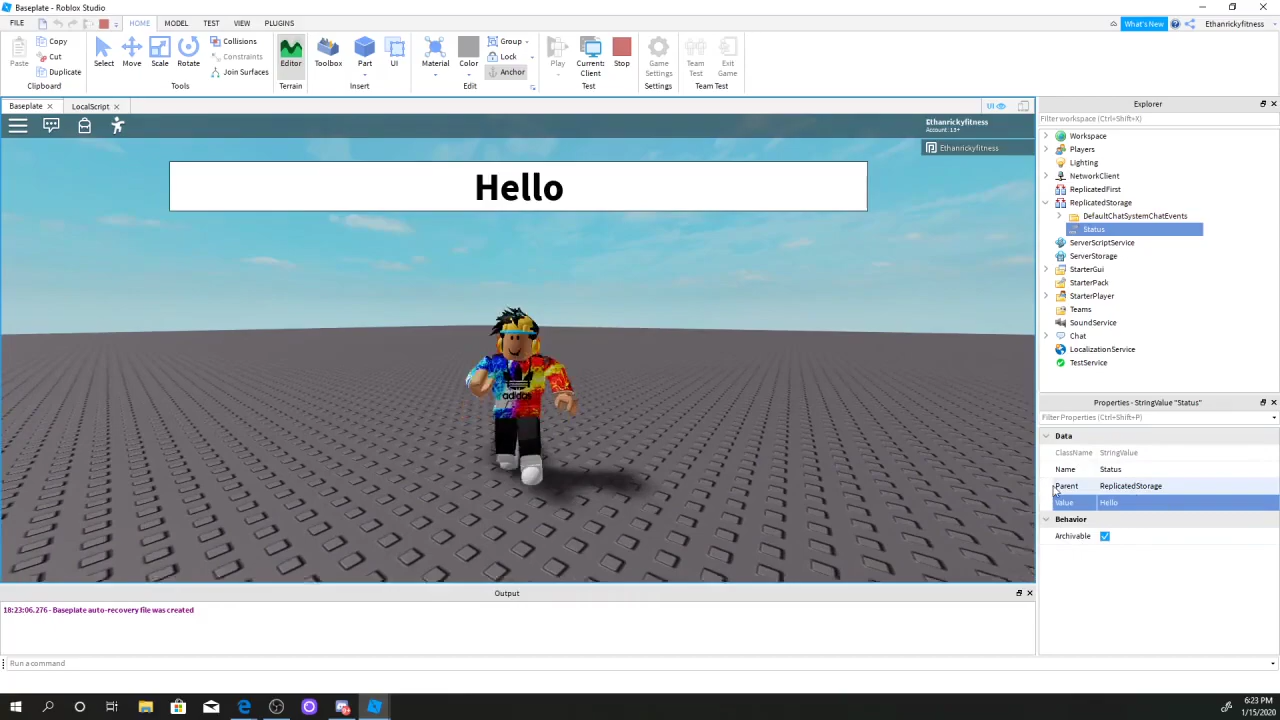 Baseplate - Roblox Studio
FILE
HOME
MODEL
TEST
VIEW
PLUGINS
What's New
Ethanrickyfitness
Paste
Copy
Cut
Duplicate
Clipboard
Select
Move
Scale
Rotate
Collisions
Constraints
Join Surfaces
Tools
Editor
Terrain
Toolbox
Part
UI
Insert
Material
Color
Group
Lock
Anchor
Edit
Play
Current:
Client
Stop
Test
Game
Settings
Settings
Team
Test
Exit
Game
Team Test
Baseplate
LocalScript
UI
Ethanrickyfitness
Account: 13+
Ethanrickyfitness
Hello
adidas
Explorer
Filter workspace (Ctrl+Shift+X)
Workspace
Players
Lighting
NetworkClient
ReplicatedFirst
ReplicatedStorage
DefaultChatSystemChatEvents
Status
ServerScriptService
ServerStorage
StarterGui
StarterPack
StarterPlayer
Teams
SoundService
Chat
LocalizationService
TestService
Properties - StringValue "Status"
Filter Properties (Ctrl+Shift+P)
Data
ClassName StringValue
Name Status
Parent ReplicatedStorage
Value Hello
Behavior
Archivable
Output
18:23:06.276 - Baseplate auto-recovery file was created
Run a command
6:23 PM
1/15/2020